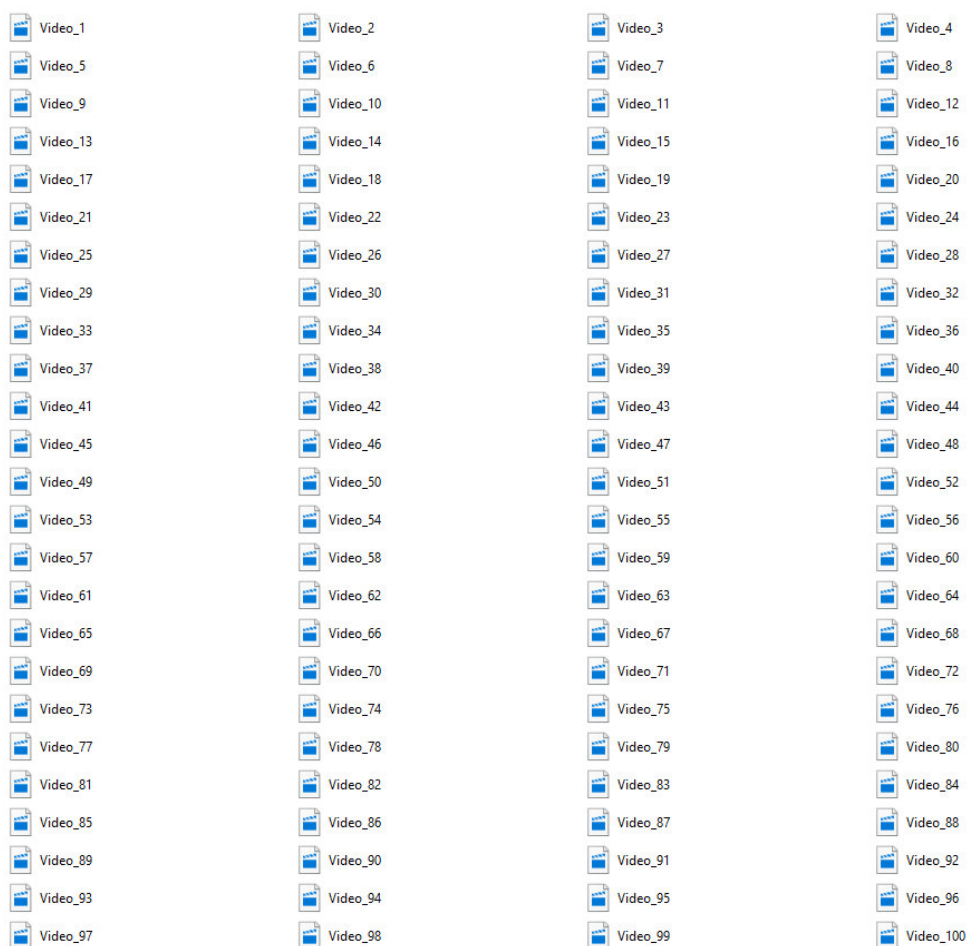 Video_1 Video_2 Video_3 Video_4
Video_5 Video_6 Video_7 Video_8
Video_9 Video_10 Video_11 Video_12
Video_13 Video_14 Video_15 Video_16
Video_17 Video_18 Video_19 Video_20
Video_21 Video_22 Video_23 Video_24
Video_25 Video_26 Video_27 Video_28
Video_29 Video_30 Video_31 Video_32
Video_33 Video_34 Video_35 Video_36
Video_37 Video_38 Video_39 Video_40
Video_41 Video_42 Video_43 Video_44
Video_45 Video_46 Video_47 Video_48
Video_49 Video_50 Video_51 Video_52
Video_53 Video_54 Video_55 Video_56
Video_57 Video_58 Video_59 Video_60
Video_61 Video_62 Video_63 Video_64
Video_65 Video_66 Video_67 Video_68
Video_69 Video_70 Video_71 Video_72
Video_73 Video_74 Video_75 Video_76
Video_77 Video_78 Video_79 Video_80
Video_81 Video_82 Video_83 Video_84
Video_85 Video_86 Video_87 Video_88
Video_89 Video_90 Video_91 Video_92
Video_93 Video_94 Video_95 Video_96
Video_97 Video_98 Video_99 Video_100